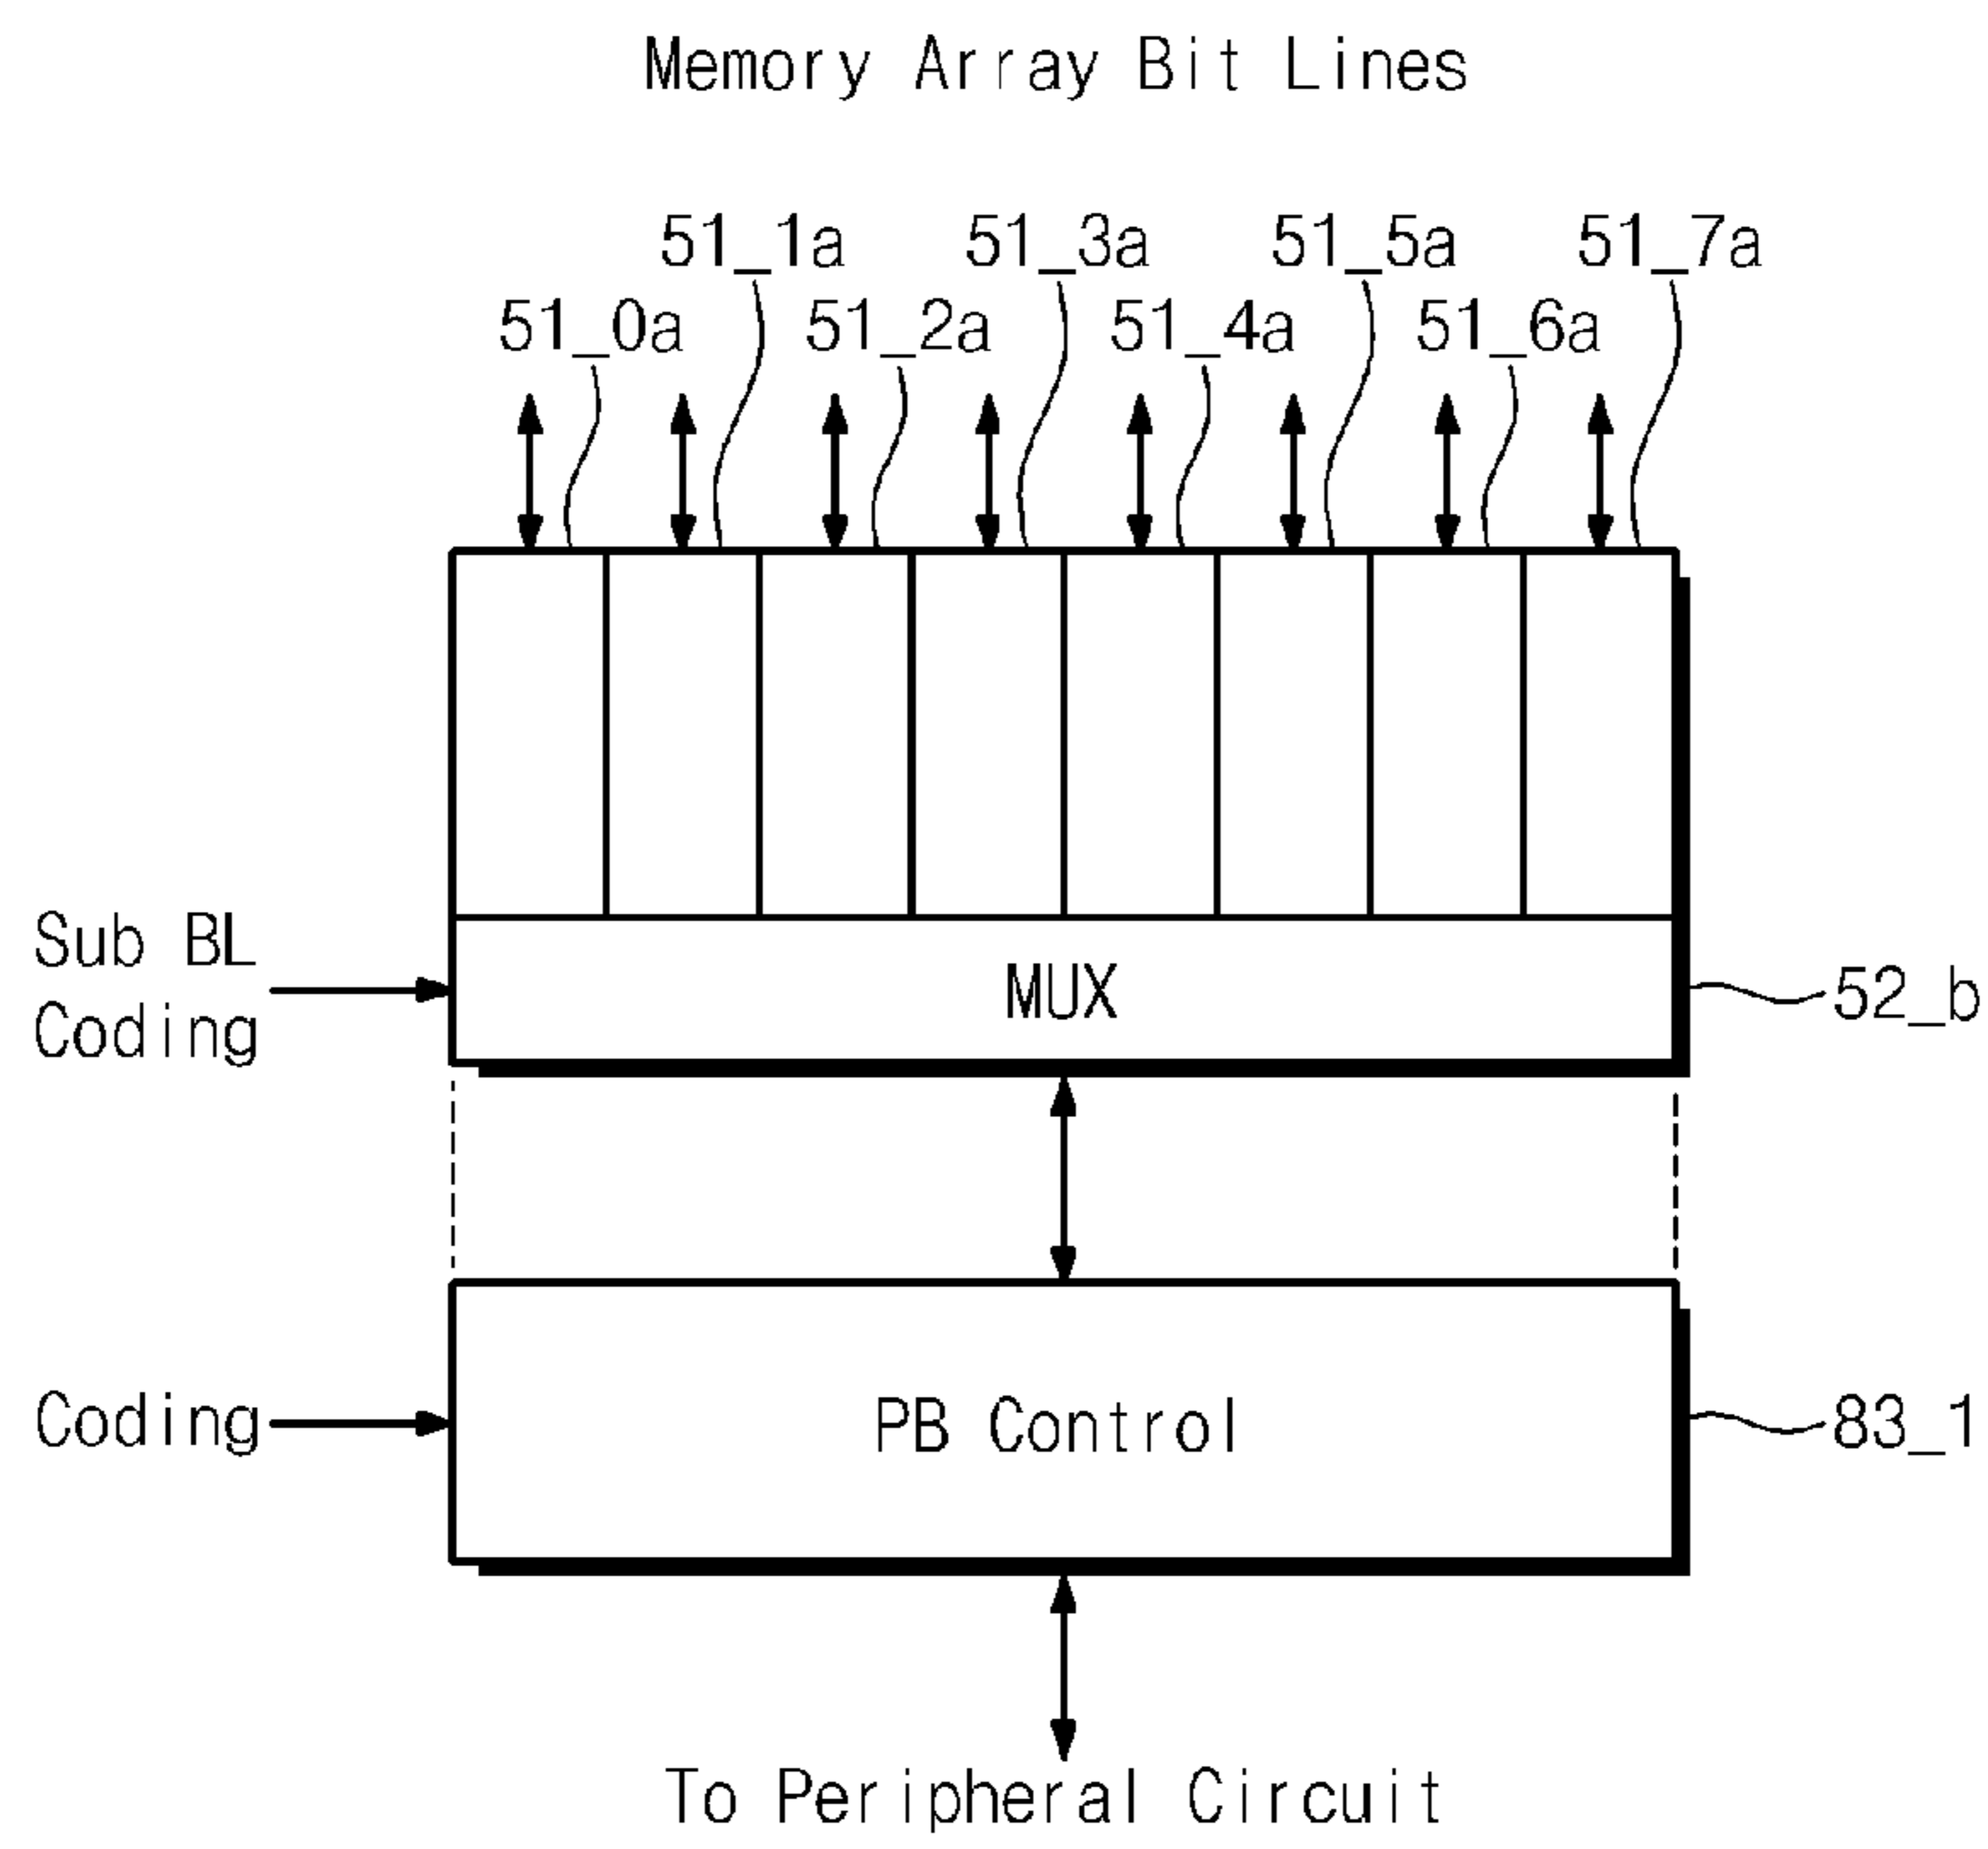 Memory Array Bit Lines
51_1a 51_3a 51_5a 51_7a
51_0a 51_2a 51_4a 51_6a
Sub BL
Coding
MUX
52_b
Coding
PB Control
83_1
To Peripheral Circuit